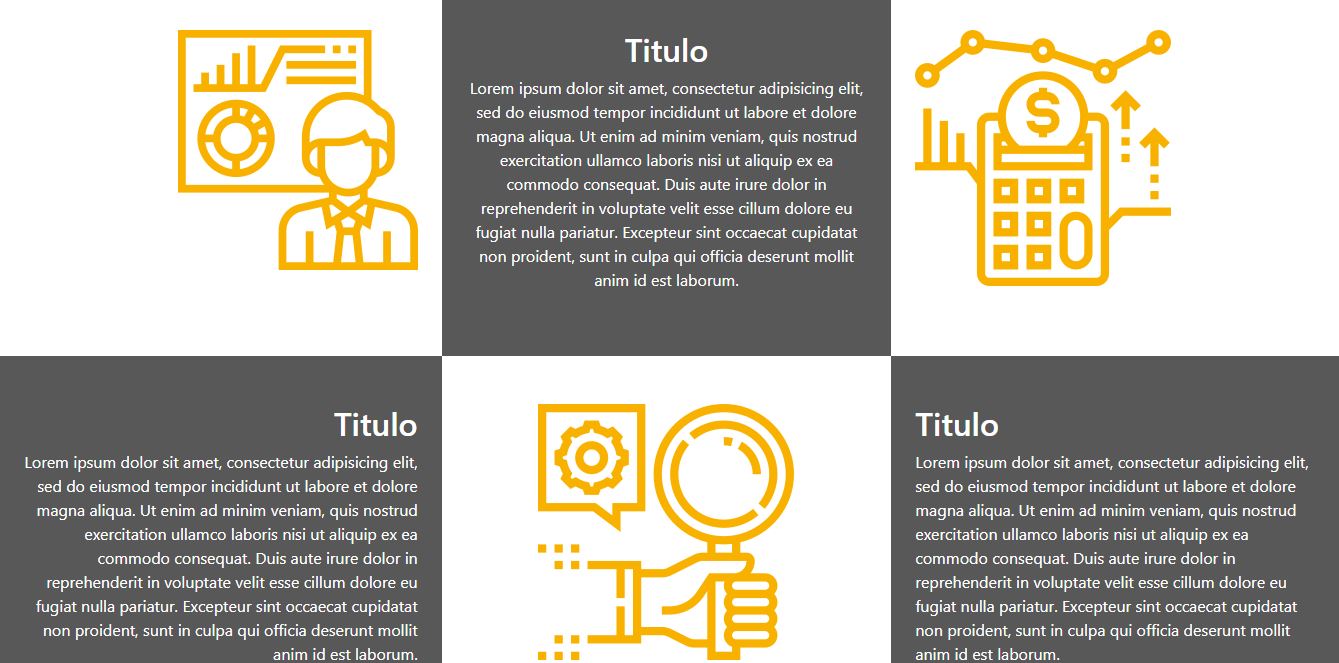 Titulo
Lorem ipsum dolor sit amet, consectetur adipisicing elit,
sed do eiusmod tempor incididunt ut labore et dolore
magna aliqua. Ut enim ad minim veniam, quis nostrud
exercitation ullamco laboris nisi ut aliquip ex ea
commodo consequat. Duis aute irure dolor in
reprehenderit in voluptate velit esse cillum dolore eu
fugiat nulla pariatur. Excepteur sint occaecat cupidatat
non proident, sunt in culpa qui officia deserunt mollit
anim id est laborum.
$
Titulo
Lorem ipsum dolor sit amet, consectetur adipisicing elit,
sed do eiusmod tempor incididunt ut labore et dolore
magna aliqua. Ut enim ad minim veniam, quis nostrud
exercitation ullamco laboris nisi ut aliquip ex ea
commodo consequat. Duis aute irure dolor in
reprehenderit in voluptate velit esse cillum dolore eu
fugiat nulla pariatur. Excepteur sint occaecat cupidatat
non proident, sunt in culpa qui officia deserunt mollit
anim id est laborum.
Titulo
Lorem ipsum dolor sit amet, consectetur adipisicing elit,
sed do eiusmod tempor incididunt ut labore et dolore
magna aliqua. Ut enim ad minim veniam, quis nostrud
exercitation ullamco laboris nisi ut aliquip ex ea
commodo consequat. Duis aute irure dolor in
reprehenderit in voluptate velit esse cillum dolore eu
fugiat nulla pariatur. Excepteur sint occaecat cupidatat
non proident, sunt in culpa qui officia deserunt mollit
anim id est laborum.